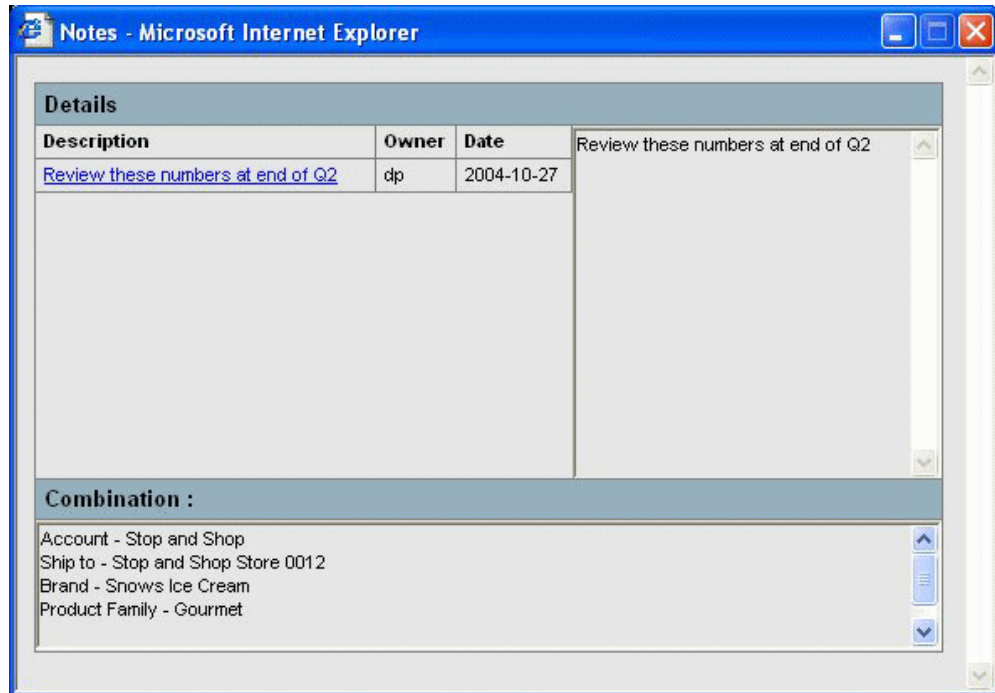 Notes - Microsoft Internet Explorer
Details
Description Owner Date
Review these numbers at end of Q2 dp 2004-10-27
Review these numbers at end of Q2
Combination :
Account - Stop and Shop
Ship to - Stop and Shop Store 0012
Brand - Snows Ice Cream
Product Family - Gourmet